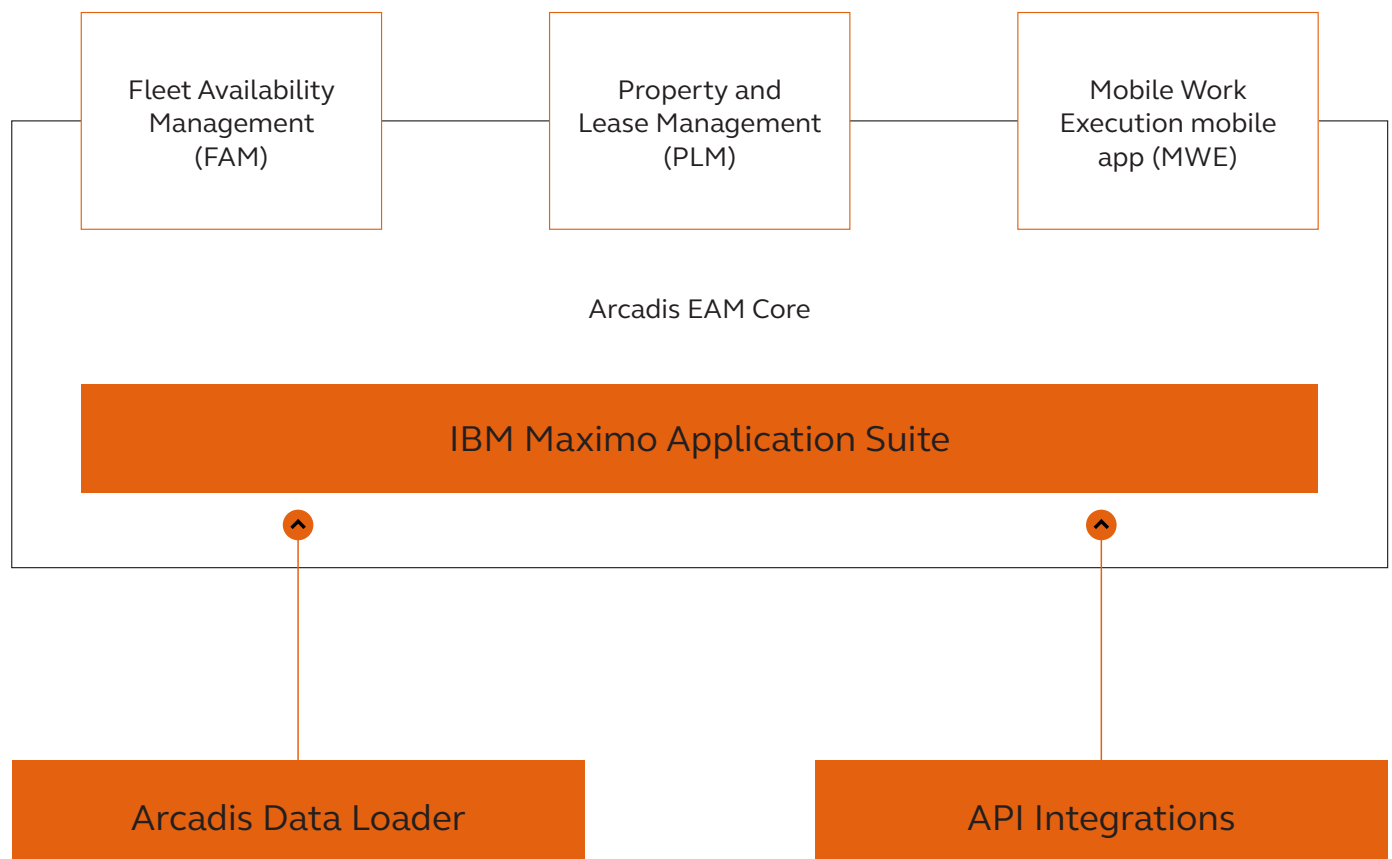 Fleet Availability
Management
(FAM)
Property and
Lease Management
(PLM)
Mobile Work
Execution mobile
app (MWE)
Arcadis EAM Core
IBM Maximo Application Suite
Arcadis Data Loader
API Integrations